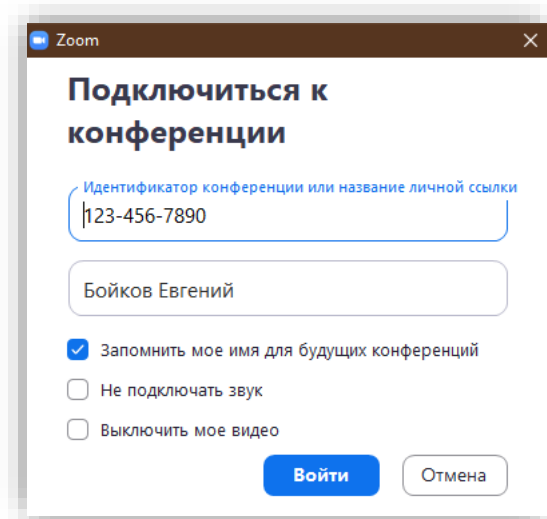 Zoom
Подключиться к
конференции
Идентификатор конференции или название личной ссылки
123-456-7890
Бойков Евгений
Запомнить мое имя для будущих конференций
Не подключать звук
Выключить мое видео
Войти Отмена